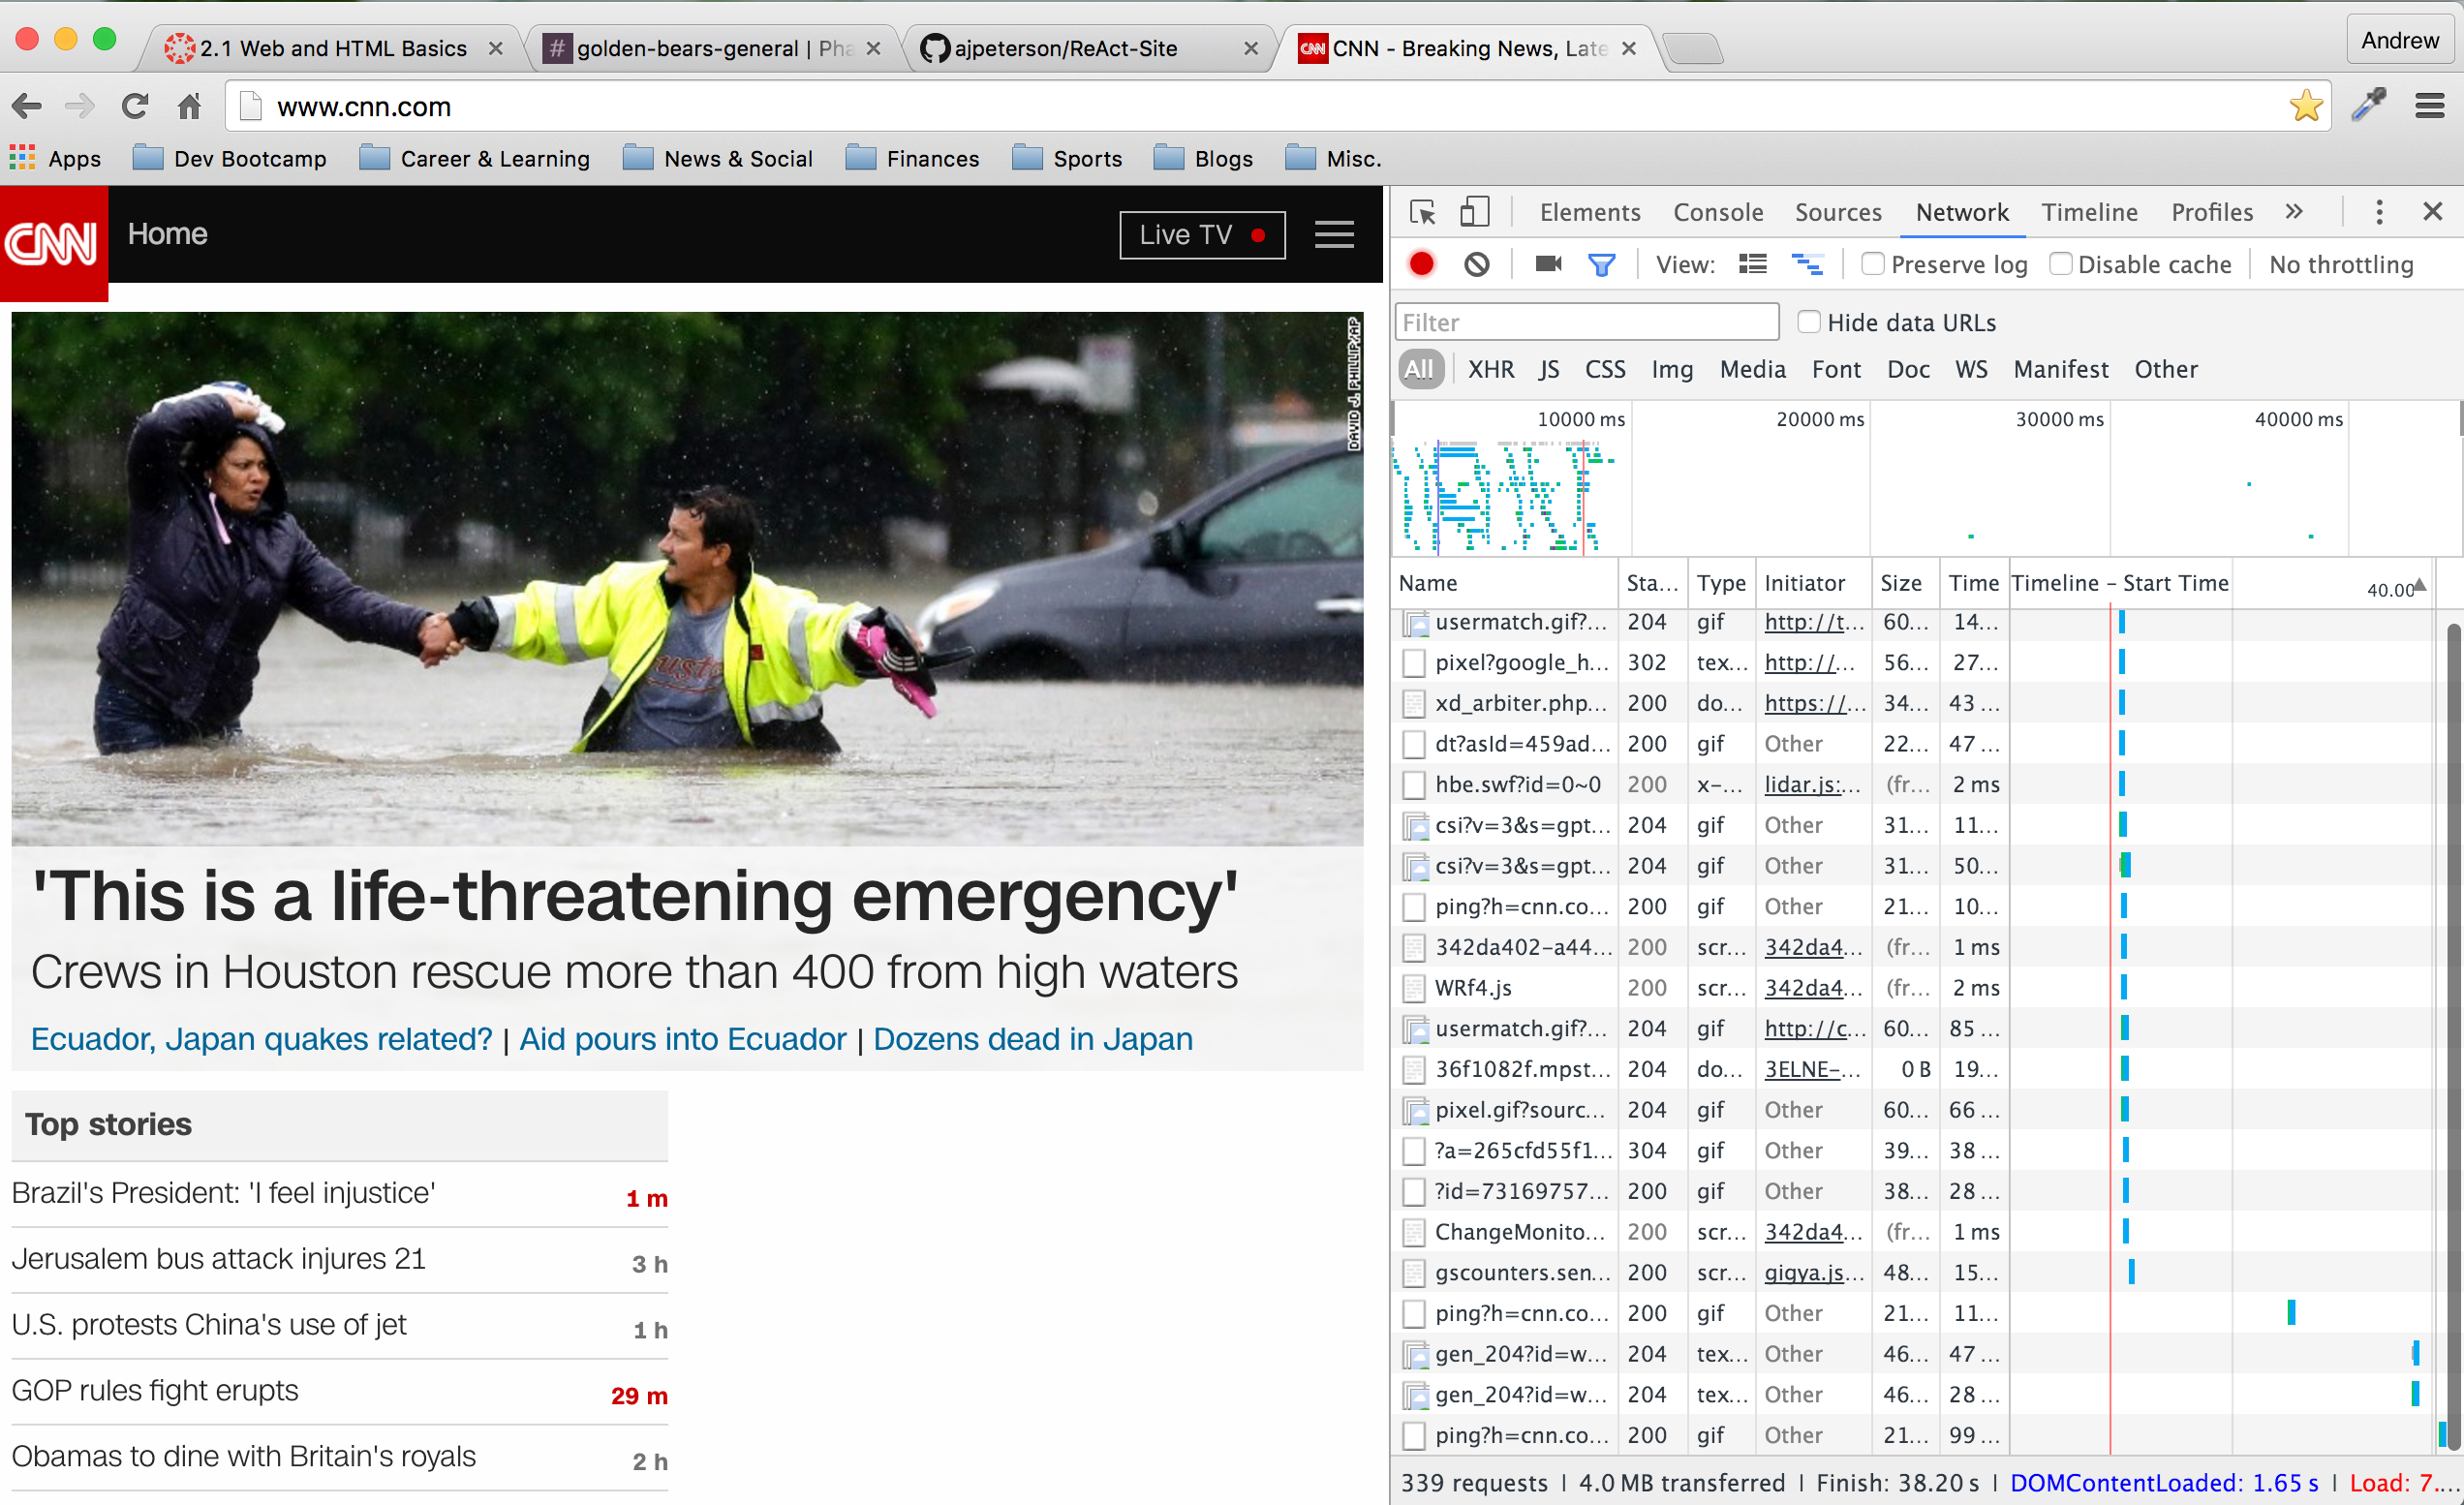 2.1 Web and HTML Basics
golden-bears-general | Pha
ajpeterson/ReAct-Site
CNN - Breaking News, Late
Andrew
www.cnn.com
Apps Dev Bootcamp Career & Learning News & Social Finances Sports Blogs Misc.
CNN Home Live TV
DAVID J. PHILLIP/AP
'This is a life-threatening emergency'
Crews in Houston rescue more than 400 from high waters
Ecuador, Japan quakes related? | Aid pours into Ecuador | Dozens dead in Japan
Top stories
Brazil's President: 'I feel injustice' 1 m
Jerusalem bus attack injures 21 3 h
U.S. protests China's use of jet 1 h
GOP rules fight erupts 29 m
Obamas to dine with Britain's royals 2 h
Elements Console Sources Network Timeline Profiles »
View: Preserve log Disable cache No throttling
Filter Hide data URLs
All XHR JS CSS Img Media Font Doc WS Manifest Other
10000 ms 20000 ms 30000 ms 40000 ms
Name Sta... Type Initiator Size Time Timeline – Start Time 40.00
usermatch.gif?... 204 gif http://t... 60... 14...
pixel?google_h... 302 tex... http://... 56... 27...
xd_arbiter.php... 200 do... https://... 34... 43 ...
dt?asId=459ad... 200 gif Other 22... 47 ...
hbe.swf?id=0~0 200 x-... lidar.js:... (fr... 2 ms
csi?v=3&s=gpt... 204 gif Other 31... 11...
csi?v=3&s=gpt... 204 gif Other 31... 50...
ping?h=cnn.co... 200 gif Other 21... 10...
342da402-a44... 200 scr... 342da4... (fr... 1 ms
WRf4.js 200 scr... 342da4... (fr... 2 ms
usermatch.gif?... 204 gif http://c... 60... 85 ...
36f1082f.mpst... 204 do... 3ELNE-... 0 B 19...
pixel.gif?sourc... 204 gif Other 60... 66 ...
?a=265cfd55f1... 304 gif Other 39... 38 ...
?id=73169757... 200 gif Other 38... 28 ...
ChangeMonito... 200 scr... 342da4... (fr... 1 ms
gscounters.sen... 200 scr... gigya.js... 48... 15...
ping?h=cnn.co... 200 gif Other 21... 11...
gen_204?id=w... 204 tex... Other 46... 47 ...
gen_204?id=w... 204 tex... Other 46... 28 ...
ping?h=cnn.co... 200 gif Other 21... 99 ...
339 requests | 4.0 MB transferred | Finish: 38.20 s | DOMContentLoaded: 1.65 s | Load: 7....